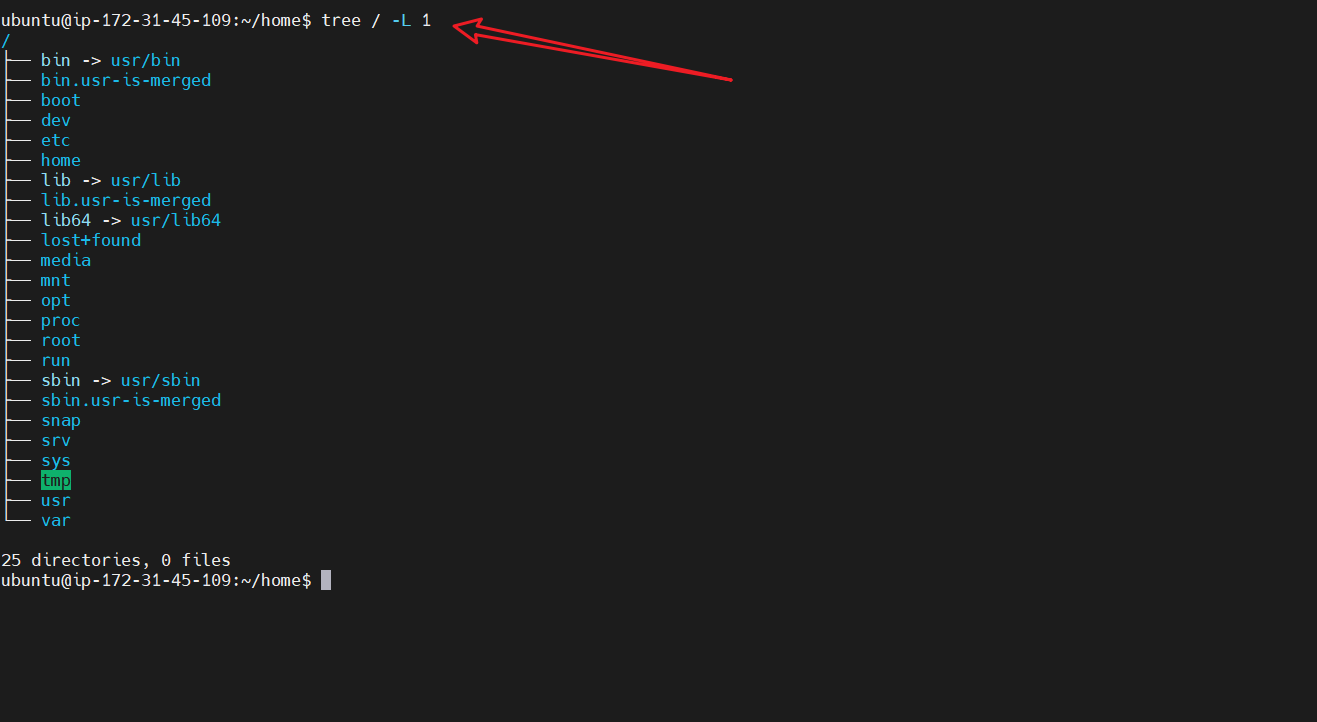 ubuntu@ip-172-31-45-109:~/home$ tree / -L 1
/
├── bin -> usr/bin
├── bin.usr-is-merged
├── boot
├── dev
├── etc
├── home
├── lib -> usr/lib
├── lib.usr-is-merged
├── lib64 -> usr/lib64
├── lost+found
├── media
├── mnt
├── opt
├── proc
├── root
├── run
├── sbin -> usr/sbin
├── sbin.usr-is-merged
├── snap
├── srv
├── sys
├── tmp
├── usr
└── var
25 directories, 0 files
ubuntu@ip-172-31-45-109:~/home$